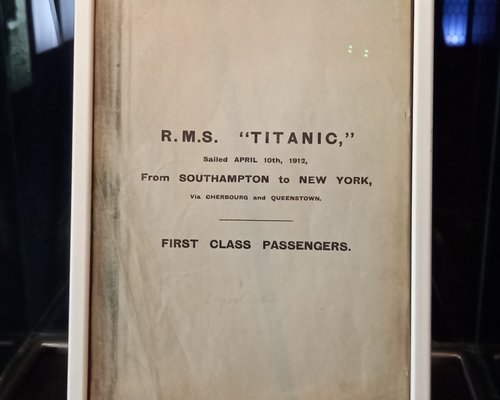 R.M.S. “TITANIC,”
Sailed APRIL 10th, 1912,
From SOUTHAMPTON to NEW YORK,
Via CHERBOURG and QUEENSTOWN.
FIRST CLASS PASSENGERS.